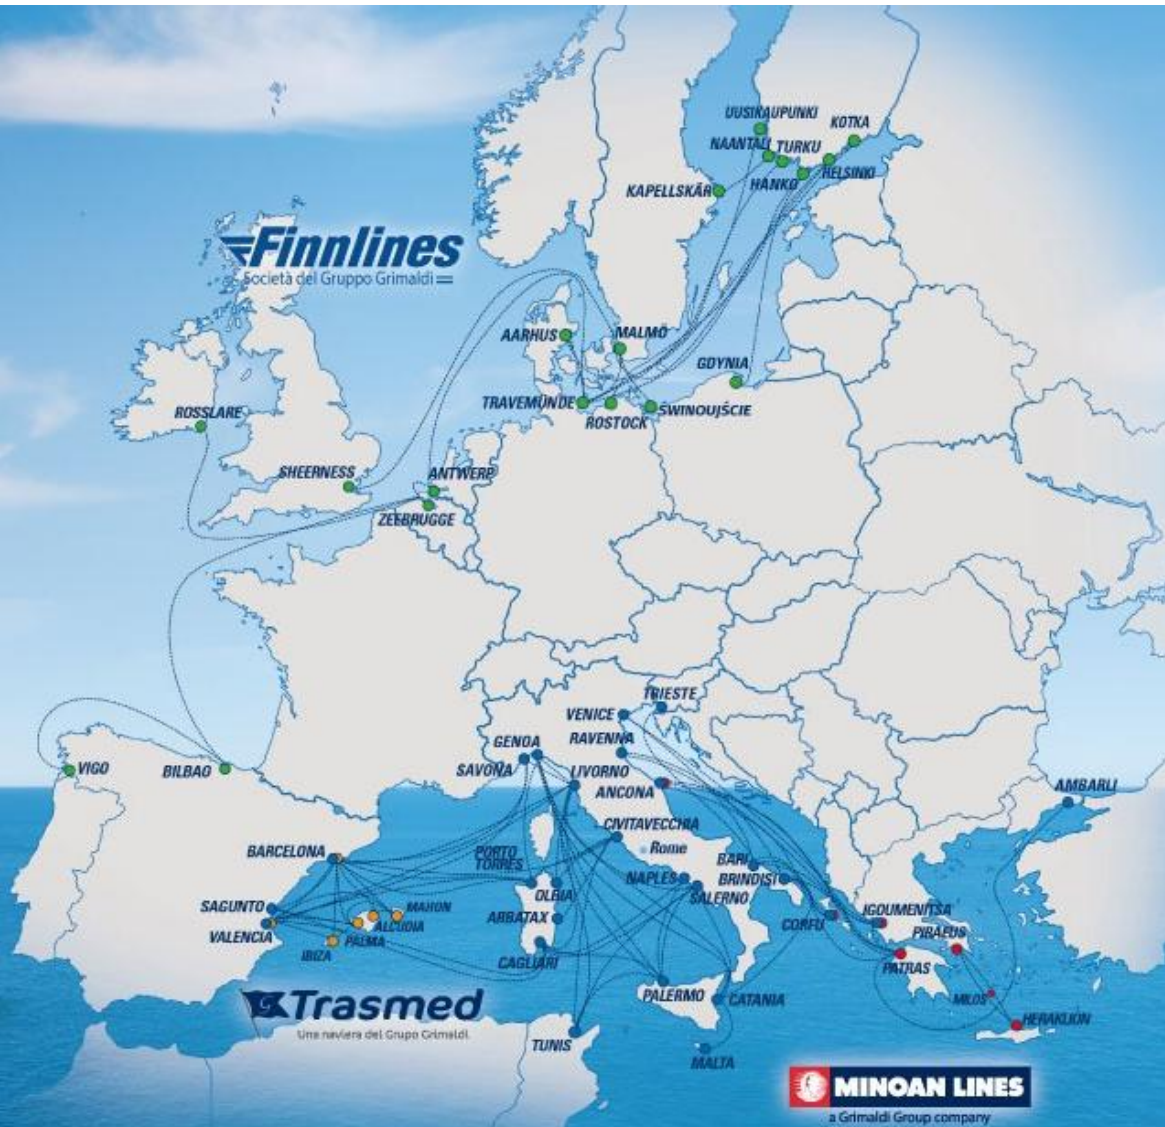 UUSIKAUPUNKI
KOTKA
NAANTALI
TURKU
HANKO
HELSINKI
KAPELLSKÄR
Finnlines
Società del Gruppo Grimaldi
AARHUS
MALMÖ
GDYNIA
TRAVEMÜNDE
ROSTOCK
ŚWINOUJŚCIE
ROSSLARE
SHEERNESS
ANTWERP
ZEEBRUGGE
TRIESTE
VENICE
RAVENNA
GENOA
SAVONA
LIVORNO
ANCONA
VIGO
BILBAO
AMBARLI
CIVITAVECCHIA
Rome
BARCELONA
PORTO
TORRES
OLBIA
NAPLES
SALERNO
BARI
BRINDISI
SAGUNTO
VALENCIA
MAHON
ALCUDIA
PALMA
IBIZA
ARBATAX
CAGLIARI
CORFU
IGOUMENITSA
PIRAEUS
PATRAS
MILOS
HERAKLION
Trasmed
Una naviera del Grupo Grimaldi
PALERMO
CATANIA
TUNIS
MALTA
MINOAN LINES
a Grimaldi Group company